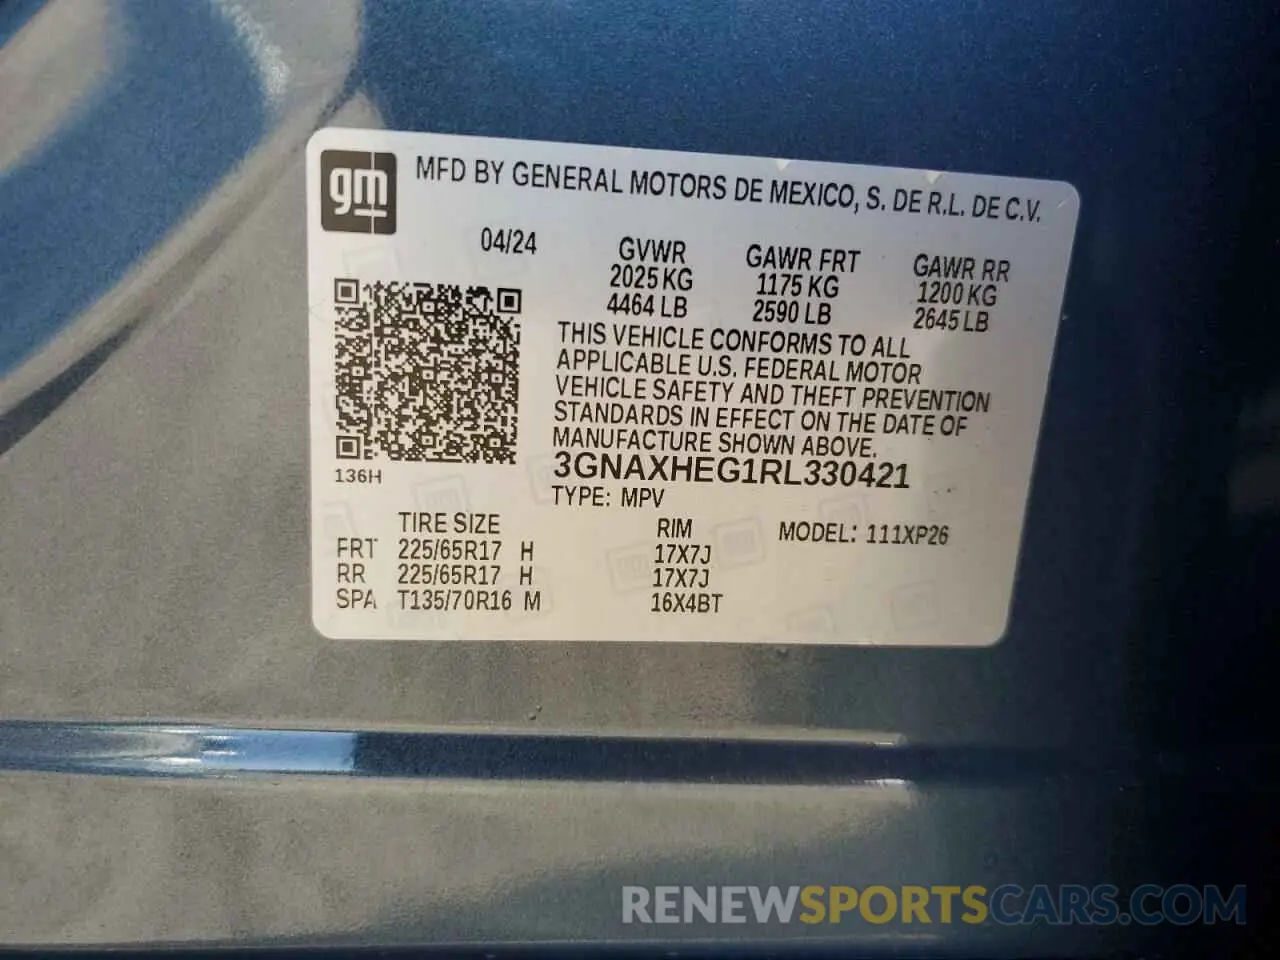 gm
MFD BY GENERAL MOTORS DE MEXICO, S. DE R.L. DE C.V.
04/24 GVWR GAWR FRT GAWR RR
2025 KG 1175 KG 1200 KG
4464 LB 2590 LB 2645 LB
THIS VEHICLE CONFORMS TO ALL
APPLICABLE U.S. FEDERAL MOTOR
VEHICLE SAFETY AND THEFT PREVENTION
STANDARDS IN EFFECT ON THE DATE OF
MANUFACTURE SHOWN ABOVE.
3GNAXHEG1RL330421
136H
TYPE: MPV
TIRE SIZE RIM MODEL: 111XP26
FRT 225/65R17 H 17X7J
RR 225/65R17 H 17X7J
SPA T135/70R16 M 16X4BT
RENEWSPORTSCARS.COM